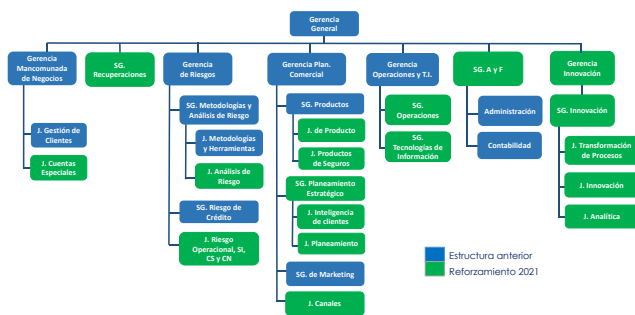 Gerencia
General
Gerencia
Mancomunada
de Negocios
SG.
Recuperaciones
Gerencia
de Riesgos
Gerencia Plan.
Comercial
Gerencia
Operaciones y T.I.
SG. A y F
Gerencia
Innovación
J. Gestión de
Clientes
J. Cuentas
Especiales
SG. Metodologías y
Análisis de Riesgo
J. Metodologías
y Herramientas
J. Análisis de
Riesgo
SG. Riesgo de
Crédito
J. Riesgo
Operacional, SI,
CS y CN
SG. Productos
J. de Producto
J. Productos
de Seguros
SG. Planeamiento
Estratégico
J. Inteligencia
de clientes
J. Planeamiento
SG. de Marketing
J. Canales
SG.
Operaciones
SG.
Tecnologías de
Información
Administración
Contabilidad
SG. Innovación
J. Transformación
de Procesos
J. Innovación
J. Analítica
Estructura anterior
Reforzamiento 2021